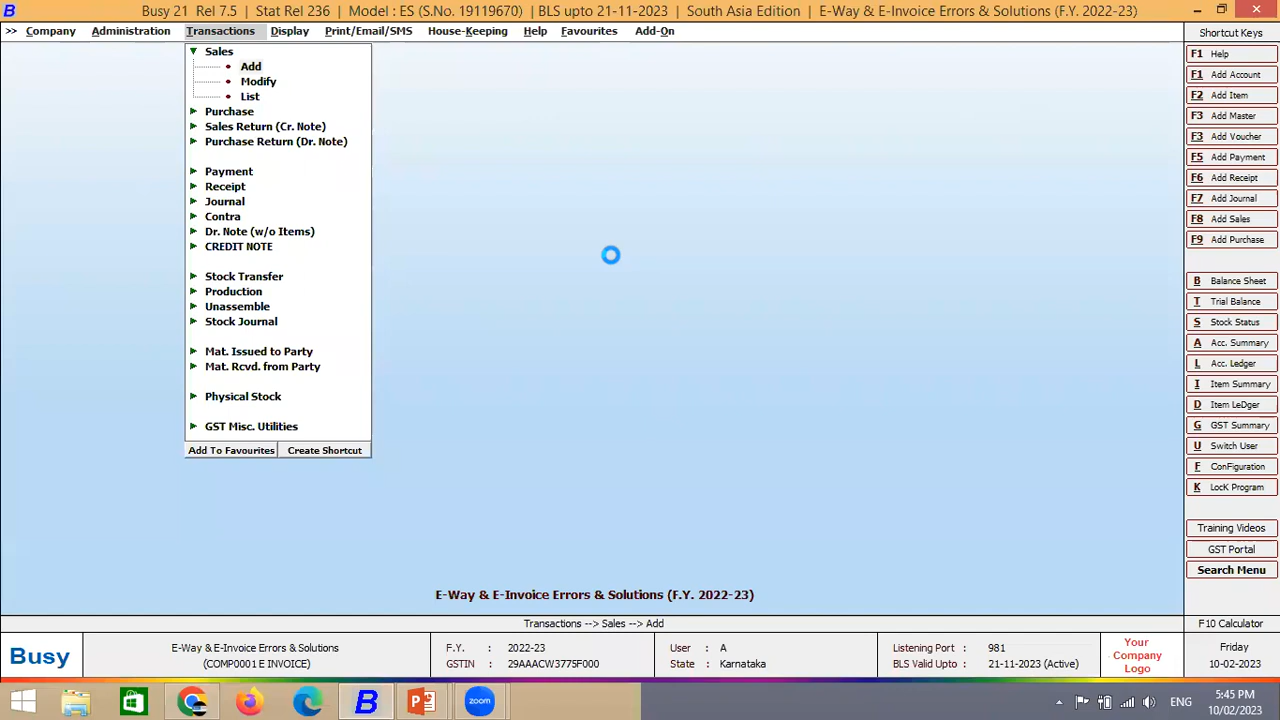 Busy 21 Rel 7.5 | Stat Rel 236 | Model : ES (S.No. 19119670) | BLS upto 21-11-2023 | South Asia Edition | E-Way & E-Invoice Errors & Solutions (F.Y. 2022-23)
>> Company Administration Transactions Display Print/Email/SMS House-Keeping Help Favourites Add-On
Sales
Add
Modify
List
Purchase
Sales Return (Cr. Note)
Purchase Return (Dr. Note)
Payment
Receipt
Journal
Contra
Dr. Note (w/o Items)
CREDIT NOTE
Stock Transfer
Production
Unassemble
Stock Journal
Mat. Issued to Party
Mat. Rcvd. from Party
Physical Stock
GST Misc. Utilities
Add To Favourites Create Shortcut
Shortcut Keys
F1 Help
F1 Add Account
F2 Add Item
F3 Add Master
F3 Add Voucher
F5 Add Payment
F6 Add Receipt
F7 Add Journal
F8 Add Sales
F9 Add Purchase
B Balance Sheet
T Trial Balance
S Stock Status
A Acc. Summary
L Acc. Ledger
I Item Summary
D Item LeDger
G GST Summary
U Switch User
F ConFiguration
K LocK Program
Training Videos
GST Portal
Search Menu
E-Way & E-Invoice Errors & Solutions (F.Y. 2022-23)
Transactions --> Sales --> Add
F10 Calculator
Busy
E-Way & E-Invoice Errors & Solutions
(COMP0001 E INVOICE)
F.Y. : 2022-23
GSTIN : 29AAACW3775F000
User : A
State : Karnataka
Listening Port : 981
BLS Valid Upto : 21-11-2023 (Active)
Your
Company
Logo
Friday
10-02-2023
B
zoom
ENG
5:45 PM
10/02/2023